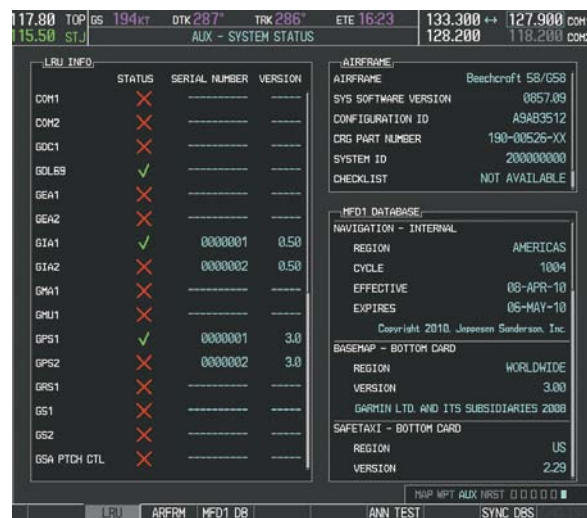 117.80 TOP GS 194KT DTK 287° TRK 286° ETE 16:23 133.300 ↔ 127.900 COM1
115.50 STJ AUX - SYSTEM STATUS 128.200 118.200 COM2
LRU INFO
STATUS SERIAL NUMBER VERSION
COM1 ---------- -----
COM2 ---------- -----
GDC1 ---------- -----
GDL69 ---------- -----
GEA1 ---------- -----
GEA2 ---------- -----
GIA1 0000001 0.50
GIA2 0000002 0.50
GMA1 ---------- -----
GMU1 ---------- -----
GPS1 0000001 3.0
GPS2 0000002 3.0
GRS1 ---------- -----
GS1 ---------- -----
GS2 ---------- -----
GSA PTCH CTL ---------- -----
AIRFRAME
AIRFRAME Beechcraft 58/G58
SYS SOFTWARE VERSION 0857.09
CONFIGURATION ID A9AB3512
CRG PART NUMBER 190-00526-XX
SYSTEM ID 200000000
CHECKLIST NOT AVAILABLE
MFD1 DATABASE
NAVIGATION - INTERNAL
REGION AMERICAS
CYCLE 1004
EFFECTIVE 08-APR-10
EXPIRES 06-MAY-10
Copyright 2010, Jeppesen Sanderson, Inc.
BASEMAP - BOTTOM CARD
REGION WORLDWIDE
VERSION 3.00
GARMIN LTD. AND ITS SUBSIDIARIES 2008
SAFETAXI - BOTTOM CARD
REGION US
VERSION 2.29
MAP WPT AUX NRST
LRU ARFRM MFD1 DB ANN TEST SYNC DBS